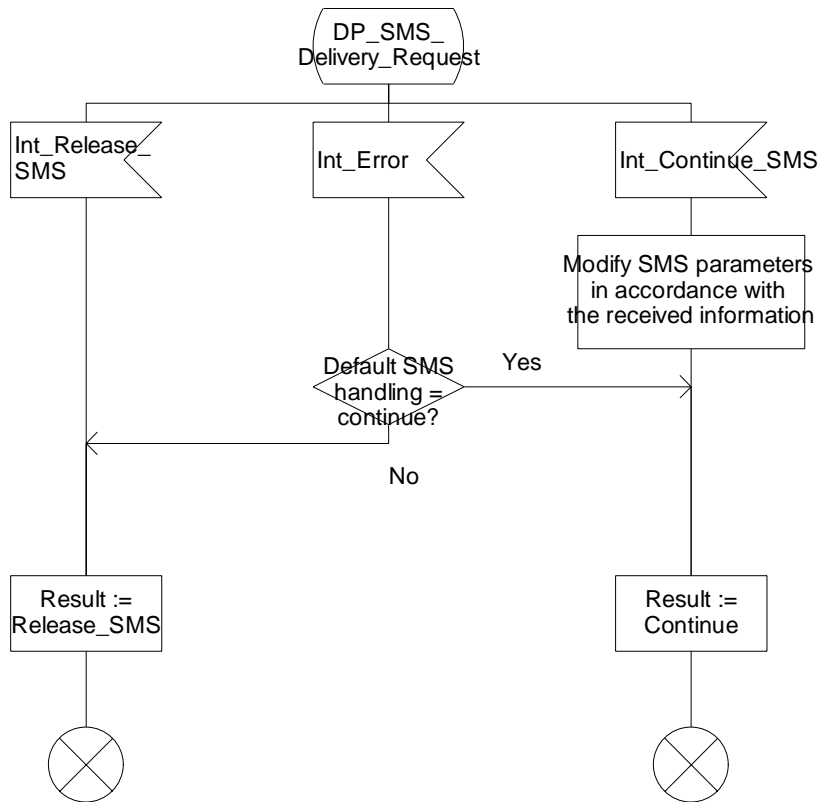 DP_SMS_
Delivery_Request
Int_Release_
SMS
Int_Error
Int_Continue_SMS
Modify SMS parameters
in accordance with
the received information
Default SMS
handling =
continue?
Yes
No
Result :=
Release_SMS
Result :=
Continue